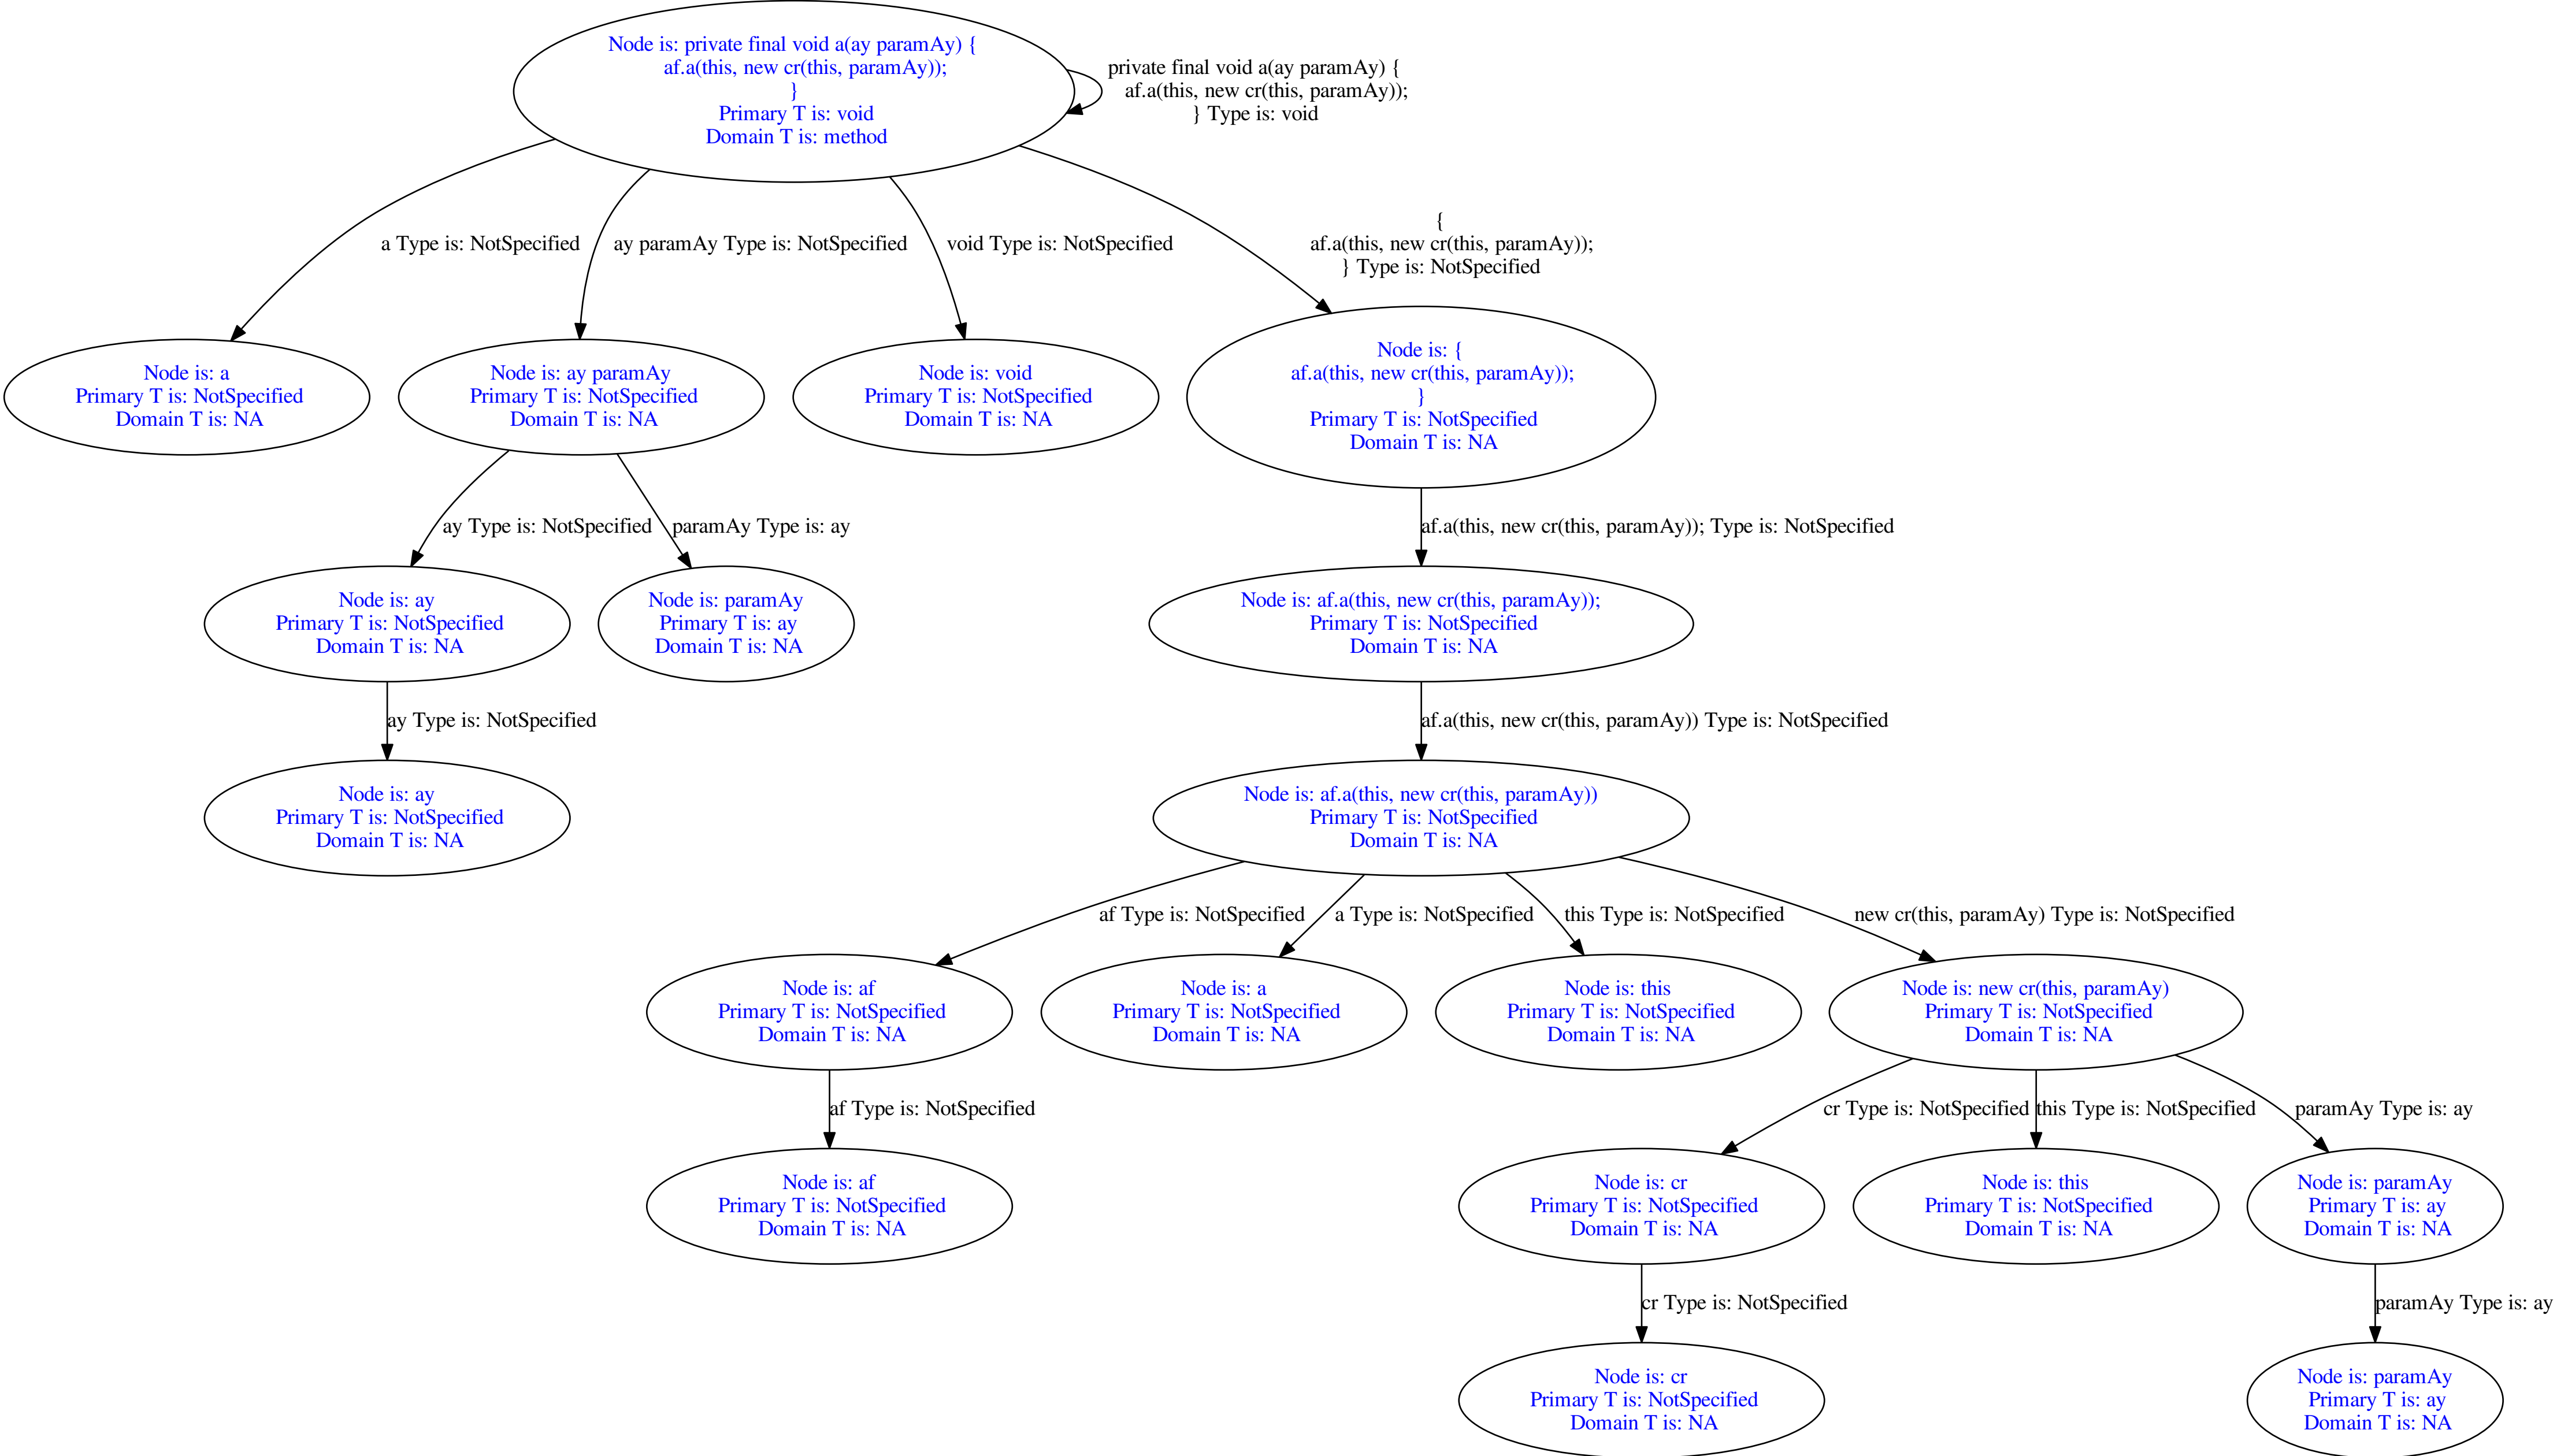 Node is: private final void a(ay paramAy) {
af.a(this, new cr(this, paramAy));
}
Primary T is: void
Domain T is: method
private final void a(ay paramAy) {
af.a(this, new cr(this, paramAy));
} Type is: void
a Type is: NotSpecified
ay paramAy Type is: NotSpecified
void Type is: NotSpecified
{
af.a(this, new cr(this, paramAy));
} Type is: NotSpecified
Node is: a
Primary T is: NotSpecified
Domain T is: NA
Node is: ay paramAy
Primary T is: NotSpecified
Domain T is: NA
Node is: void
Primary T is: NotSpecified
Domain T is: NA
Node is: {
af.a(this, new cr(this, paramAy));
}
Primary T is: NotSpecified
Domain T is: NA
ay Type is: NotSpecified
paramAy Type is: ay
af.a(this, new cr(this, paramAy)); Type is: NotSpecified
Node is: ay
Primary T is: NotSpecified
Domain T is: NA
Node is: paramAy
Primary T is: ay
Domain T is: NA
Node is: af.a(this, new cr(this, paramAy));
Primary T is: NotSpecified
Domain T is: NA
ay Type is: NotSpecified
af.a(this, new cr(this, paramAy)) Type is: NotSpecified
Node is: ay
Primary T is: NotSpecified
Domain T is: NA
Node is: af.a(this, new cr(this, paramAy))
Primary T is: NotSpecified
Domain T is: NA
af Type is: NotSpecified
a Type is: NotSpecified
this Type is: NotSpecified
new cr(this, paramAy) Type is: NotSpecified
Node is: af
Primary T is: NotSpecified
Domain T is: NA
Node is: a
Primary T is: NotSpecified
Domain T is: NA
Node is: this
Primary T is: NotSpecified
Domain T is: NA
Node is: new cr(this, paramAy)
Primary T is: NotSpecified
Domain T is: NA
af Type is: NotSpecified
cr Type is: NotSpecified
this Type is: NotSpecified
paramAy Type is: ay
Node is: af
Primary T is: NotSpecified
Domain T is: NA
Node is: cr
Primary T is: NotSpecified
Domain T is: NA
Node is: this
Primary T is: NotSpecified
Domain T is: NA
Node is: paramAy
Primary T is: ay
Domain T is: NA
cr Type is: NotSpecified
paramAy Type is: ay
Node is: cr
Primary T is: NotSpecified
Domain T is: NA
Node is: paramAy
Primary T is: ay
Domain T is: NA